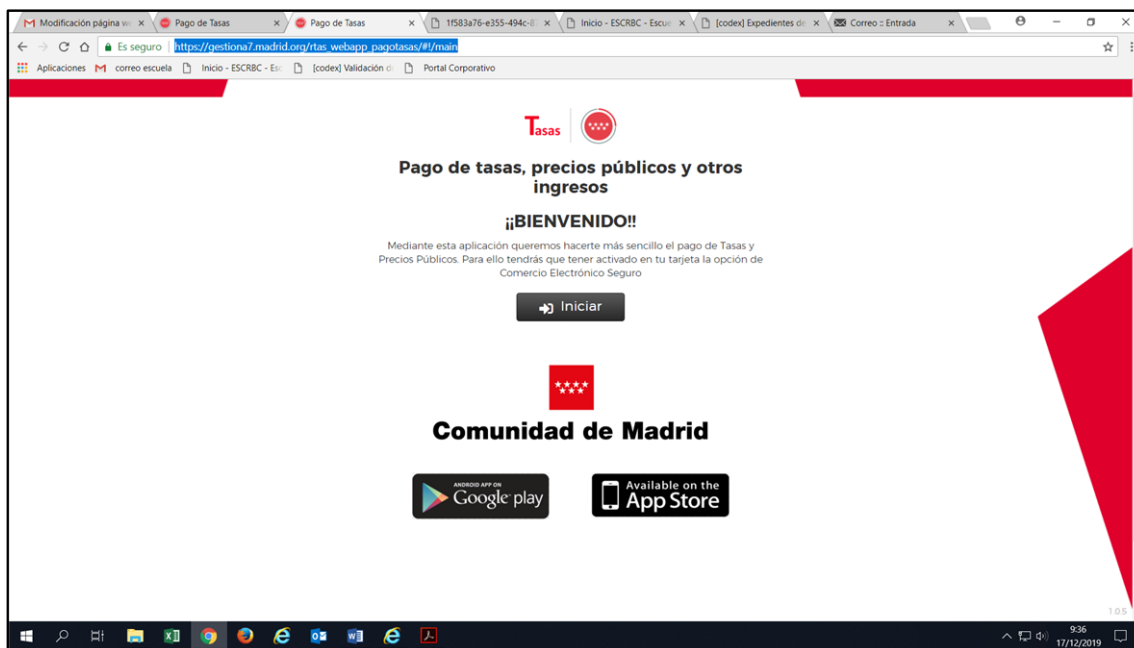 Modificación página w
Pago de Tasas
Pago de Tasas
1f583a76-e355-494c-8
Inicio - ESCRBC - Escue
[codex] Expedientes de
Correo :: Entrada
Es seguro
https://gestiona7.madrid.org/rtas_webapp_pagotasas/#!/main
Aplicaciones
correo escuela
Inicio - ESCRBC - Esc
[codex] Validación d
Portal Corporativo
Tasas
Pago de tasas, precios públicos y otros
ingresos
¡¡BIENVENIDO!!
Mediante esta aplicación queremos hacerte más sencillo el pago de Tasas y
Precios Públicos. Para ello tendrás que tener activado en tu tarjeta la opción de
Comercio Electrónico Seguro
Iniciar
Comunidad de Madrid
ANDROID APP ON
Google play
Available on the
App Store
1.0.5
9:36
17/12/2019